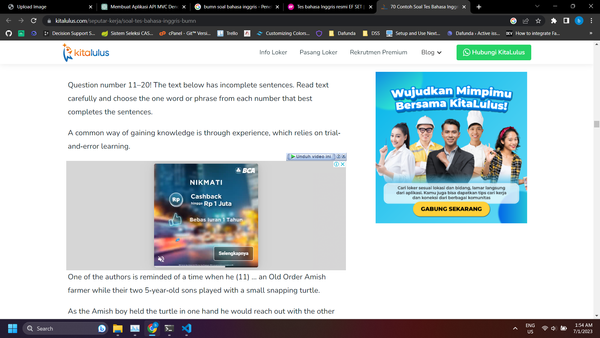 Upload Image
Membuat Aplikasi API MVC Den
bumn soal bahasa inggris - Pene
Tes bahasa Inggris resmi EF SET
70 Contoh Soal Tes Bahasa Inggr
kitalulus.com/seputar-kerja/soal-tes-bahasa-inggris-bumn
Decision Support S
Sistem Seleksi CAS
cPanel - Git™ Versi
Trello
Customizing Colors
Dafunda
DSS
Setup and Use Next
Dafunda - Active iss
How to integrate Fa
kitalulus
Info Loker
Pasang Loker
Rekrutmen Premium
Blog
Hubungi KitaLulus
Question number 11–20! The text below has incomplete sentences. Read text
carefully and choose the one word or phrase from each number that best
completes the sentences.
A common way of gaining knowledge is through experience, which relies on trial-
and-error learning.
Unduh video ini
BCA
NIKMATI
Rp
Cashback
hingga Rp 1 Juta
Bebas Iuran 1 Tahun
Selengkapnya
One of the authors is reminded of a time when he (11) ... an Old Order Amish
farmer while their two 5-year-old sons played with a small snapping turtle.
As the Amish boy held the turtle in one hand he would reach out with the other
Wujudkan Mimpimu
Bersama KitaLulus!
Cari loker sesuai lokasi dan bidang, lamar langsung
dari aplikasi. Kamu juga bisa dapatkan tips cari kerja
dan koneksi dari berbagai komunitas
GABUNG SEKARANG
Search
ENG
US
1:54 AM
7/1/2023